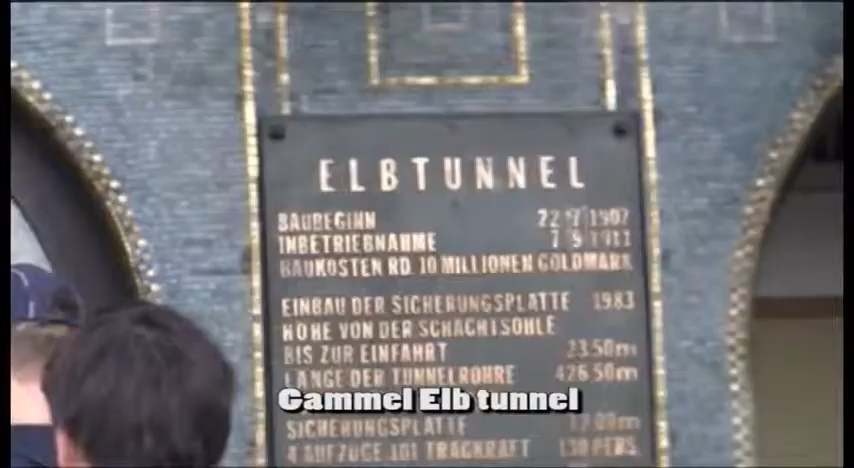 ELBTUNNEL
BAUBEGINN 22 7 1907
INBETRIEBNAHME 7 9 1911
BAUKOSTEN RD. 10 MILLIONEN GOLDMARK
EINBAU DER SICHERUNGSPLATTE 1983
HÖHE VON DER SCHACHTSOHLE
BIS ZUR EINFAHRT 23.50m
LÄNGE DER TUNNELROHRE 426.50m
Gammel Elb tunnel
SICHERUNGSPLATTE
4 AUFZÜGE 10t TRAGKRAFT 130 PERS.